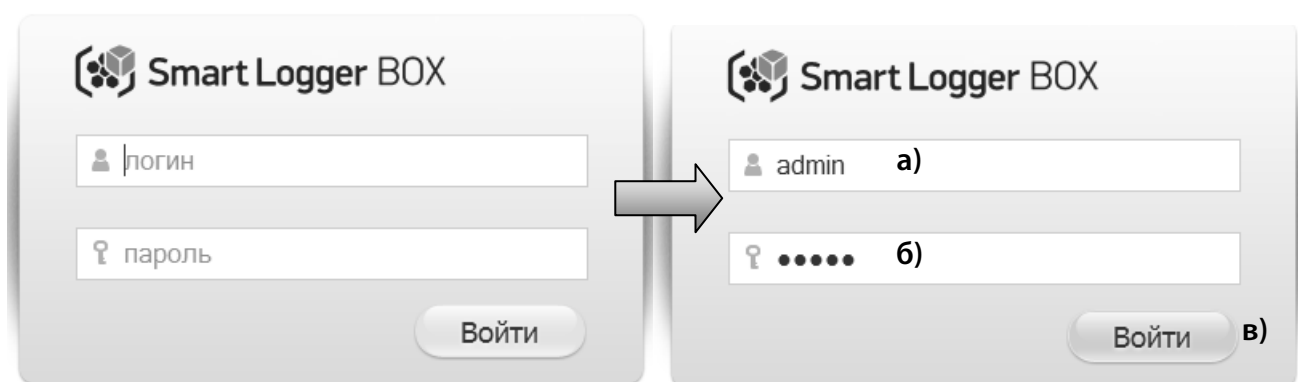 Smart Logger BOX
логин
пароль
Войти
Smart Logger BOX
admin а)
●●●●● б)
Войти в)